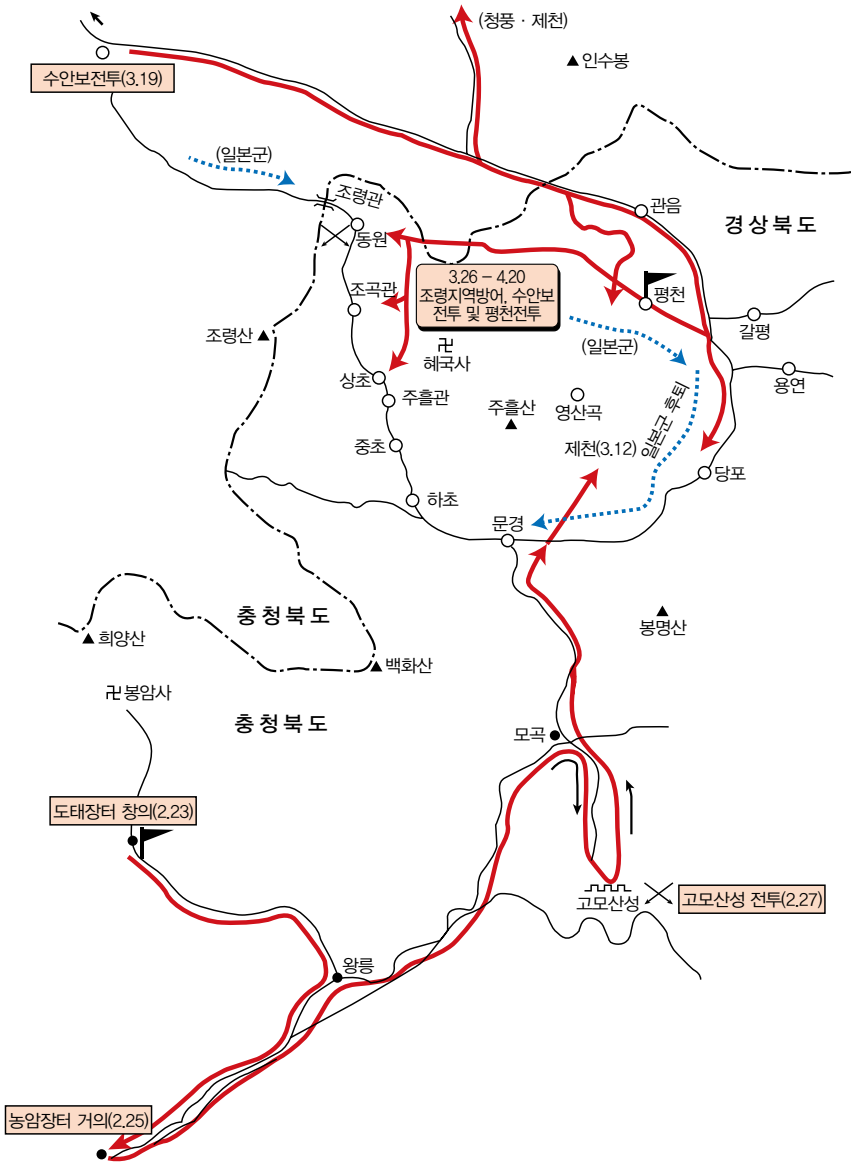 (청풍 · 제천)
▲ 인수봉
수안보전투(3.19)
(일본군)
조령관
관음
경상북도
동원
3.26 – 4.20
조령지역방어, 수안보
전투 및 평천전투
평천
조곡관
갈평
조령산 ▲
卍
혜국사
(일본군)
용연
상초
주흘관
주흘산
▲
영산곡
일본군 후퇴
중초
제천(3.12)
당포
하초
문경
충청북도
▲
봉명산
▲ 희양산
▲ 백화산
卍 봉암사
충청북도
모곡
도태장터 창의(2.23)
고모산성
고모산성 전투(2.27)
왕릉
농암장터 거의(2.25)